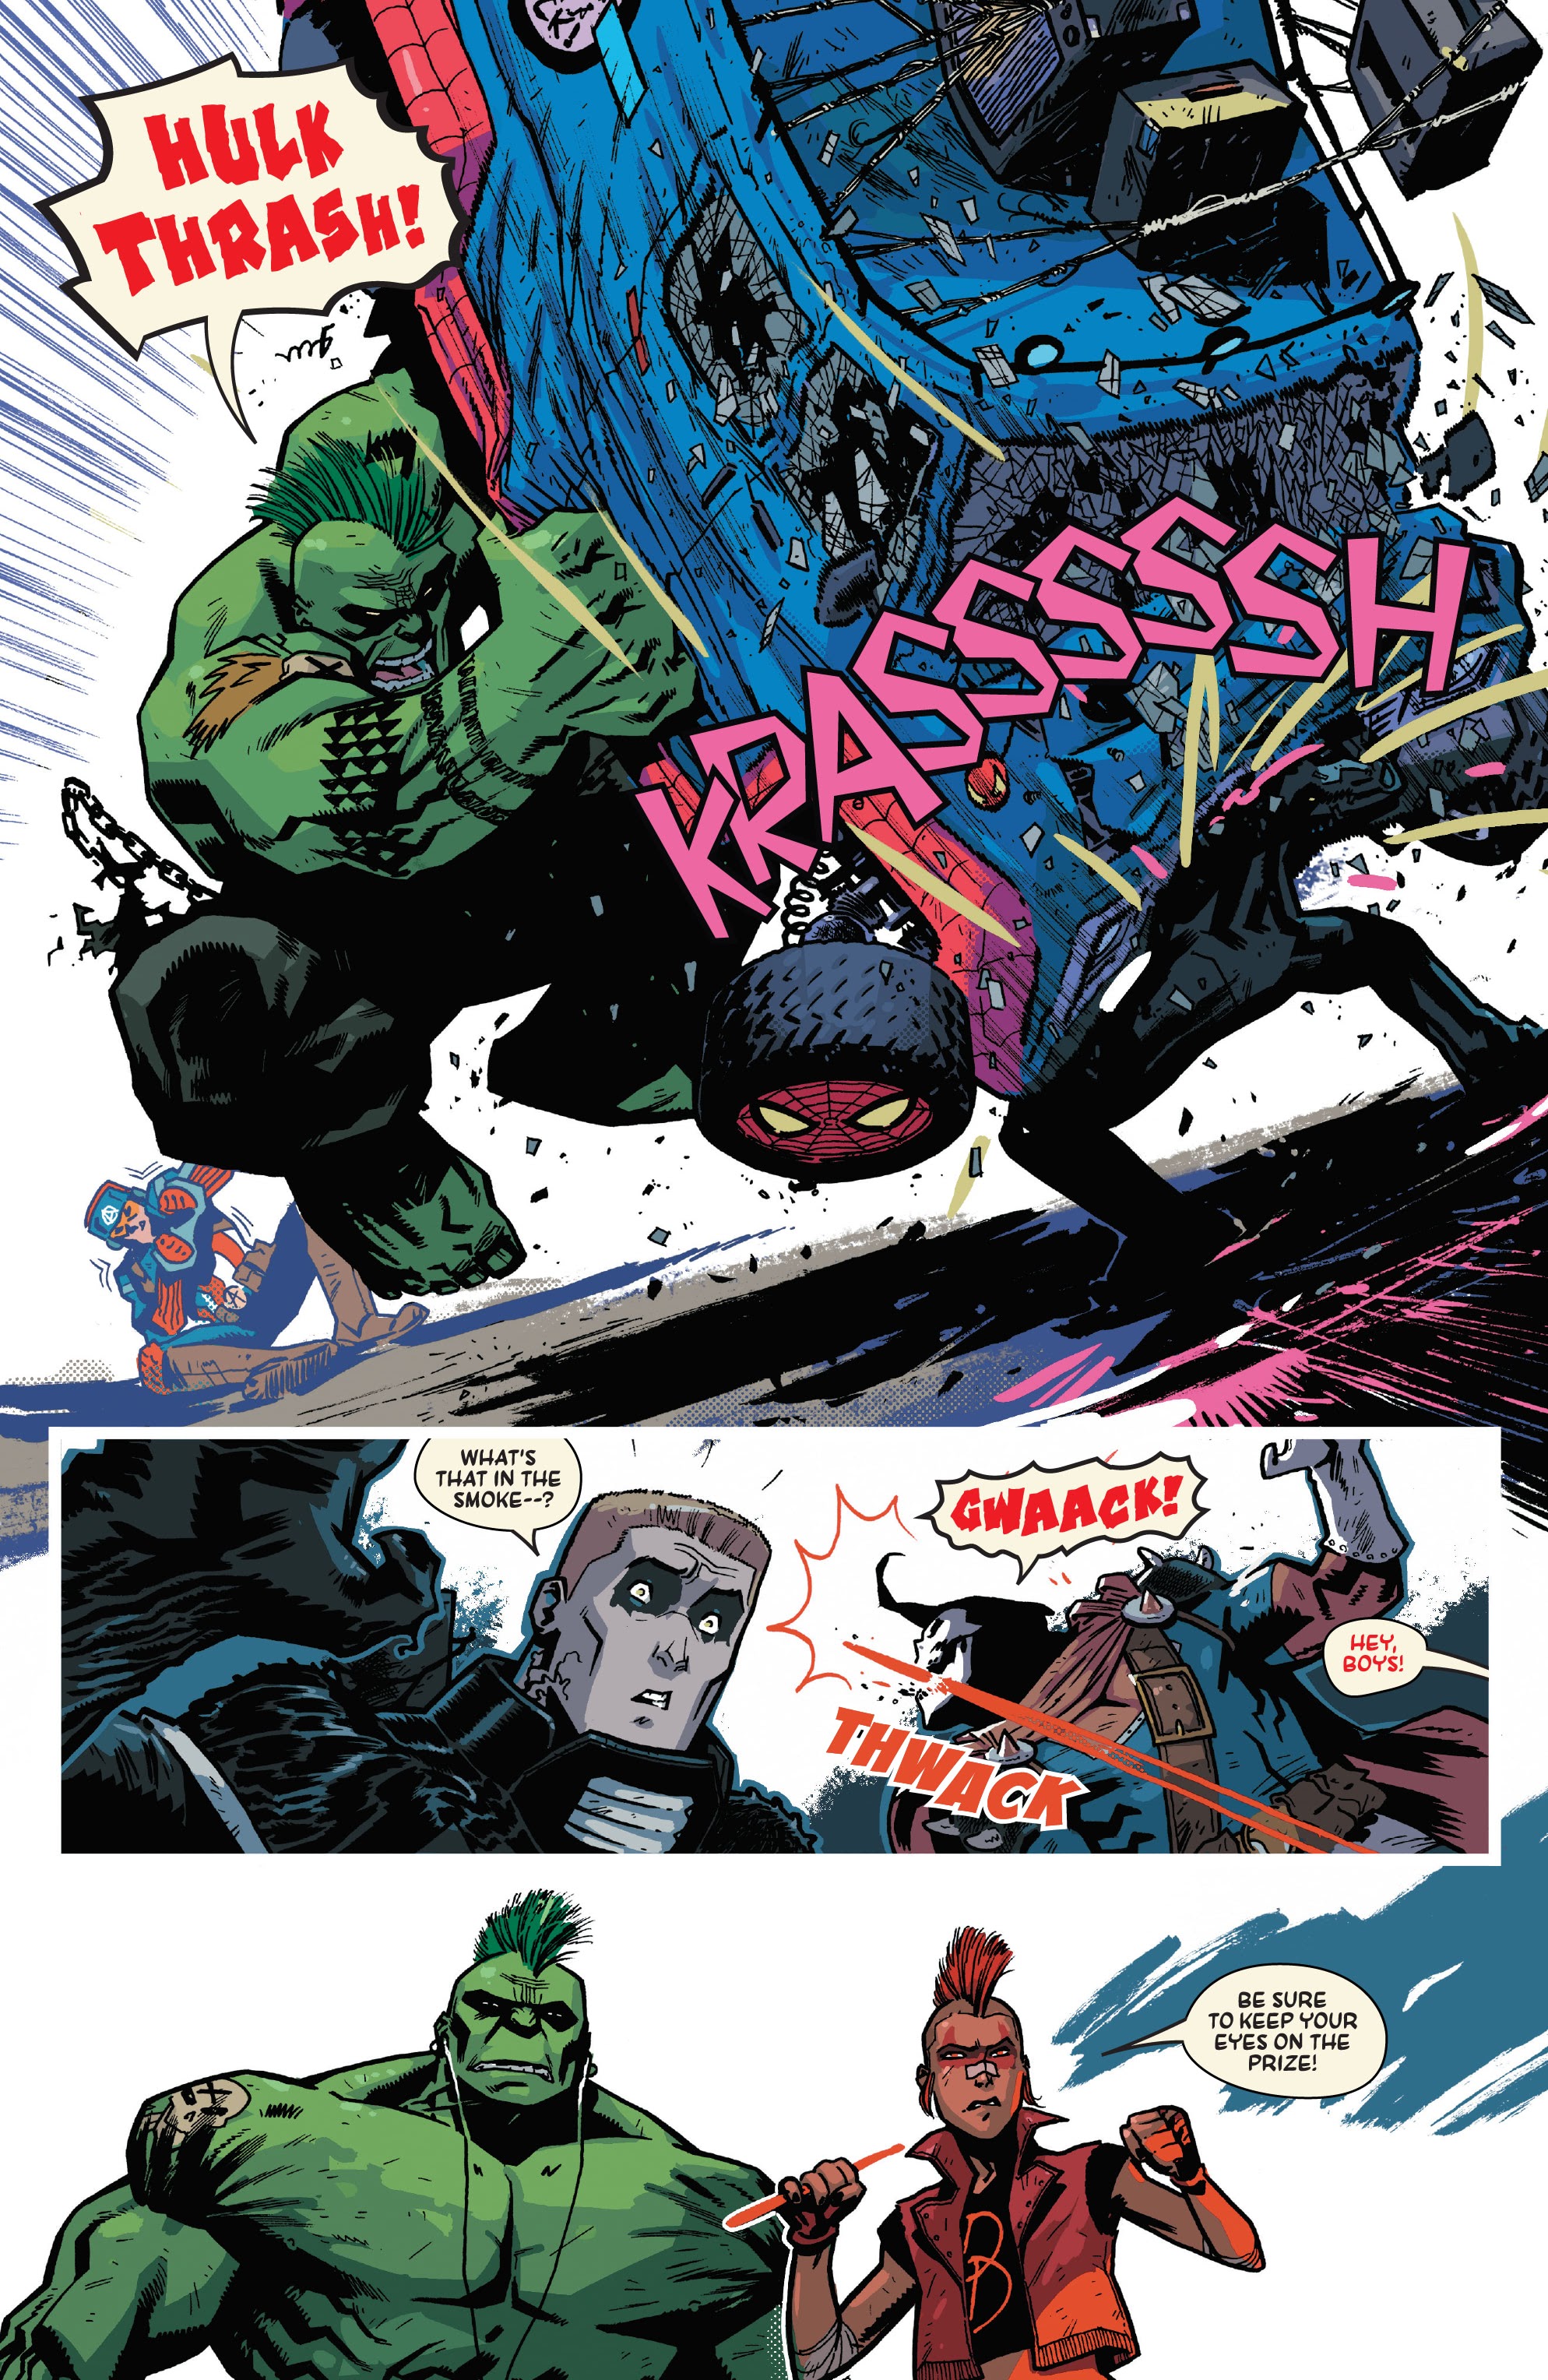 HULK
THRASH!
KRASSSSSH
WHAT'S
THAT IN THE
SMOKE--?
GWAACK!
THWACK
HEY,
BOYS!
BE SURE
TO KEEP YOUR
EYES ON THE
PRIZE!
B